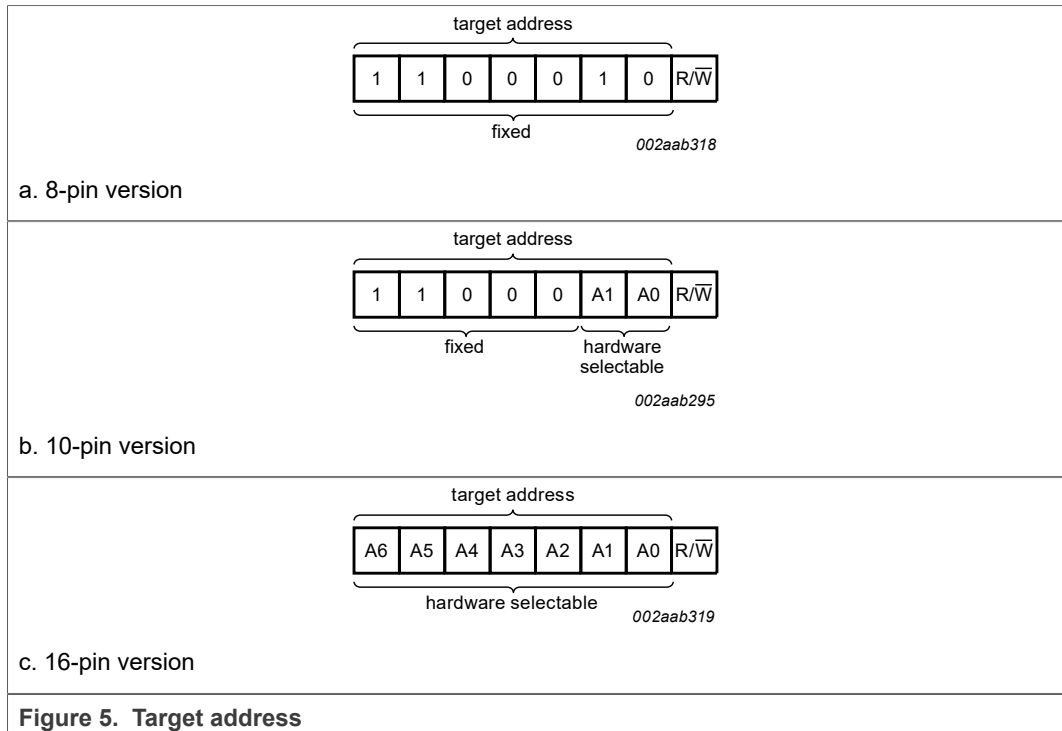 target address
1 1 0 0 0 1 0 R/W̅
fixed
002aab318
a. 8-pin version
target address
1 1 0 0 0 A1 A0 R/W̅
fixed hardware
selectable
002aab295
b. 10-pin version
target address
A6 A5 A4 A3 A2 A1 A0 R/W̅
hardware selectable
002aab319
c. 16-pin version
Figure 5. Target address